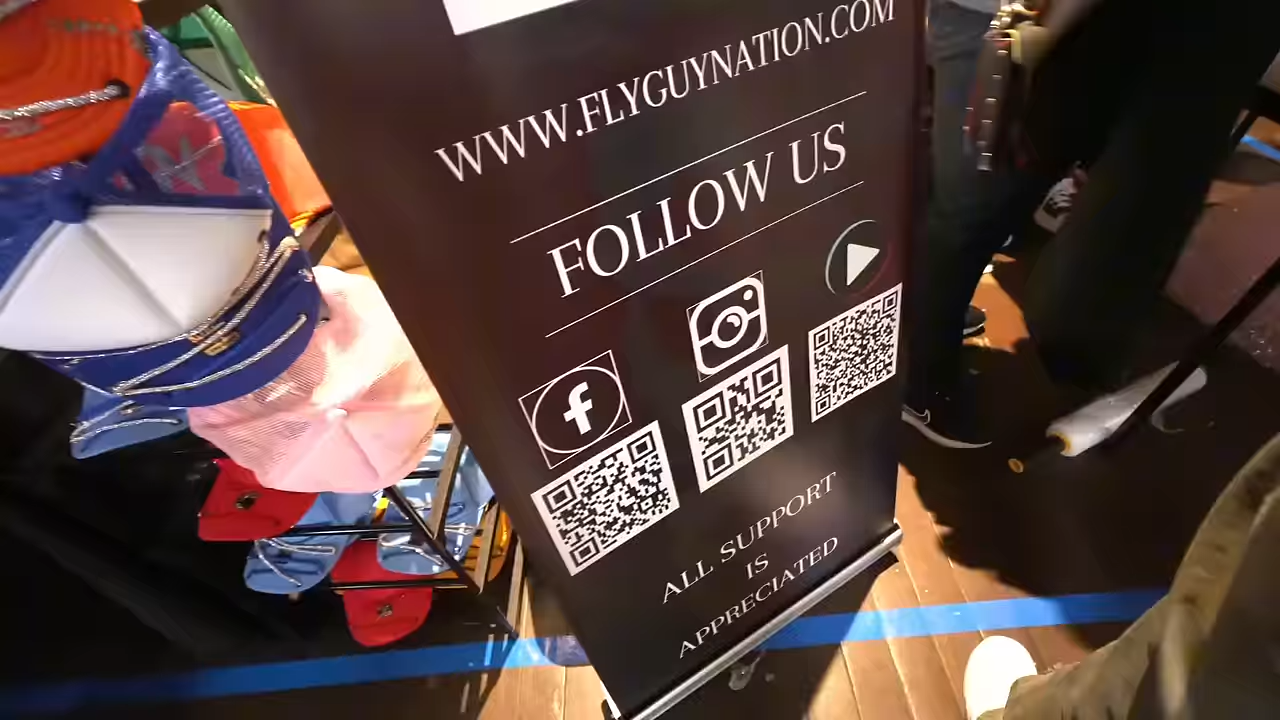 WWW.FLYGUYNATION.COM
FOLLOW US
f
ALL SUPPORT
IS
APPRECIATED